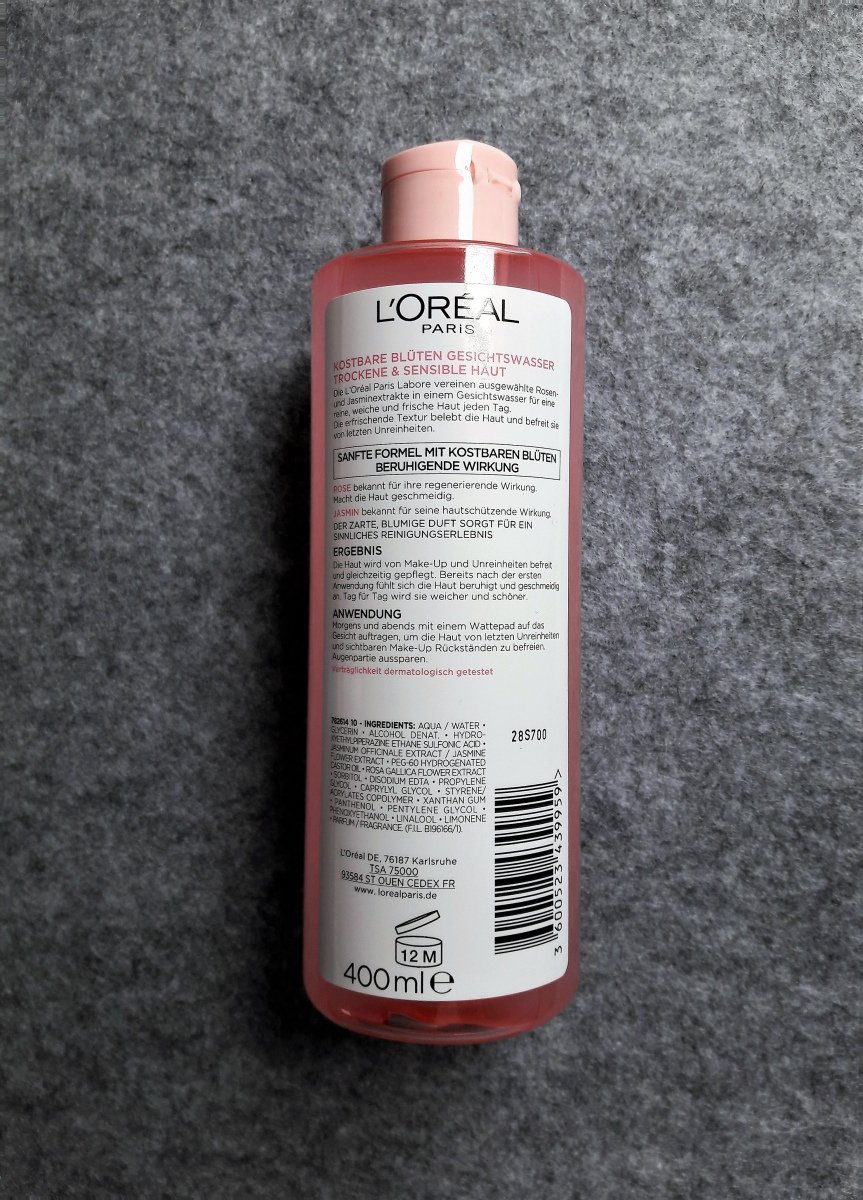 L'ORÉAL
PARIS
KOSTBARE BLÜTEN GESICHTSWASSER
TROCKENE & SENSIBLE HAUT
Die L'Oréal Paris Labore vereinen ausgewählte Rosen-
und Jasminextrakte in einem Gesichtswasser für eine
reine, weiche und frische Haut jeden Tag.
Die erfrischende Textur belebt die Haut und befreit sie
von letzten Unreinheiten.
SANFTE FORMEL MIT KOSTBAREN BLÜTEN
BERUHIGENDE WIRKUNG
ROSE bekannt für ihre regenerierende Wirkung,
Macht die Haut geschmeidig.
JASMIN bekannt für seine hautschützende Wirkung,
DER ZARTE, BLUMIGE DUFT SORGT FÜR EIN
SINNLICHES REINIGUNGSERLEBNIS
ERGEBNIS
Die Haut wird von Make-Up und Unreinheiten befreit
und gleichzeitig gepflegt. Bereits nach der ersten
Anwendung fühlt sich die Haut beruhigt und geschmeidig
an. Tag für Tag wird sie weicher und schöner.
ANWENDUNG
Morgens und abends mit einem Wattepad auf das
Gesicht auftragen, um die Haut von letzten Unreinheiten
und sichtbaren Make-Up Rückständen zu befreien.
Augenpartie aussparen.
Verträglichkeit dermatologisch getestet
782614 10 - INGREDIENTS: AQUA / WATER •
GLYCERIN • ALCOHOL DENAT. • HYDRO-
XYETHYLPIPERAZINE ETHANE SULFONIC ACID •
JASMINUM OFFICINALE EXTRACT / JASMINE
FLOWER EXTRACT • PEG-60 HYDROGENATED
CASTOR OIL • ROSA GALLICA FLOWER EXTRACT
• SORBITOL • DISODIUM EDTA • PROPYLENE
GLYCOL • CAPRYLYL GLYCOL • STYRENE/
ACRYLATES COPOLYMER • XANTHAN GUM
• PANTHENOL • PENTYLENE GLYCOL •
PHENOXYETHANOL • LINALOOL • LIMONENE
• PARFUM / FRAGRANCE. (F.I.L. B196166/1).
28S700
3 600523 439959 >
L'Oréal DE, 76187 Karlsruhe
TSA 75000
93584 ST OUEN CEDEX FR
www. lorealparis.de
12 M
400 ml e